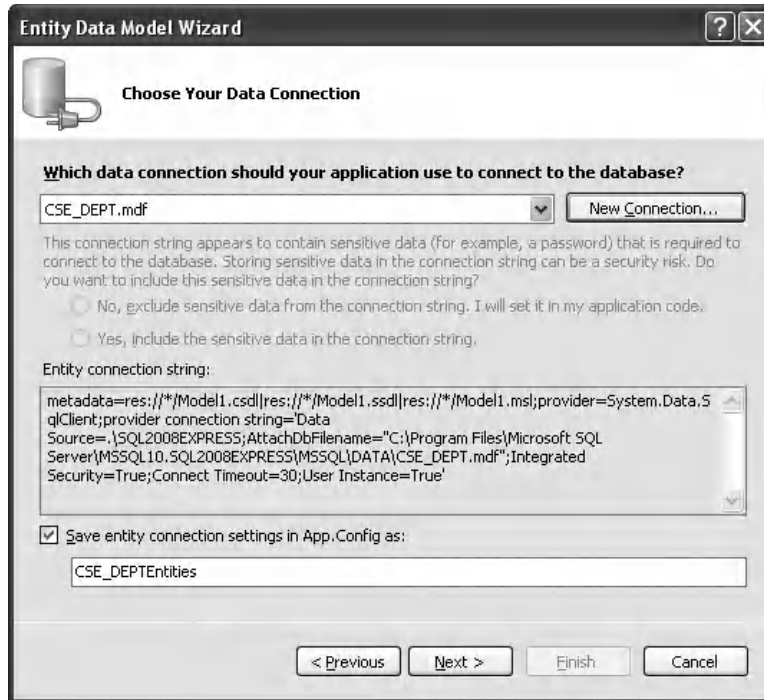 Entity Data Model Wizard
Choose Your Data Connection
Which data connection should your application use to connect to the database?
CSE_DEPT.mdf
New Connection...
This connection string appears to contain sensitive data (for example, a password) that is required to
connect to the database. Storing sensitive data in the connection string can be a security risk. Do
you want to include this sensitive data in the connection string?
No, exclude sensitive data from the connection string. I will set it in my application code.
Yes, include the sensitive data in the connection string.
Entity connection string:
metadata=res://*/Model1.csdl|res://*/Model1.ssdl|res://*/Model1.msl;provider=System.Data.S
qlClient;provider connection string='Data
Source=.\SQL2008EXPRESS;AttachDbFilename="C:\Program Files\Microsoft SQL
Server\MSSQL10.SQL2008EXPRESS\MSSQL\DATA\CSE_DEPT.mdf";Integrated
Security=True;Connect Timeout=30;User Instance=True'
Save entity connection settings in App.Config as:
CSE_DEPTEntities
< Previous
Next >
Finish
Cancel